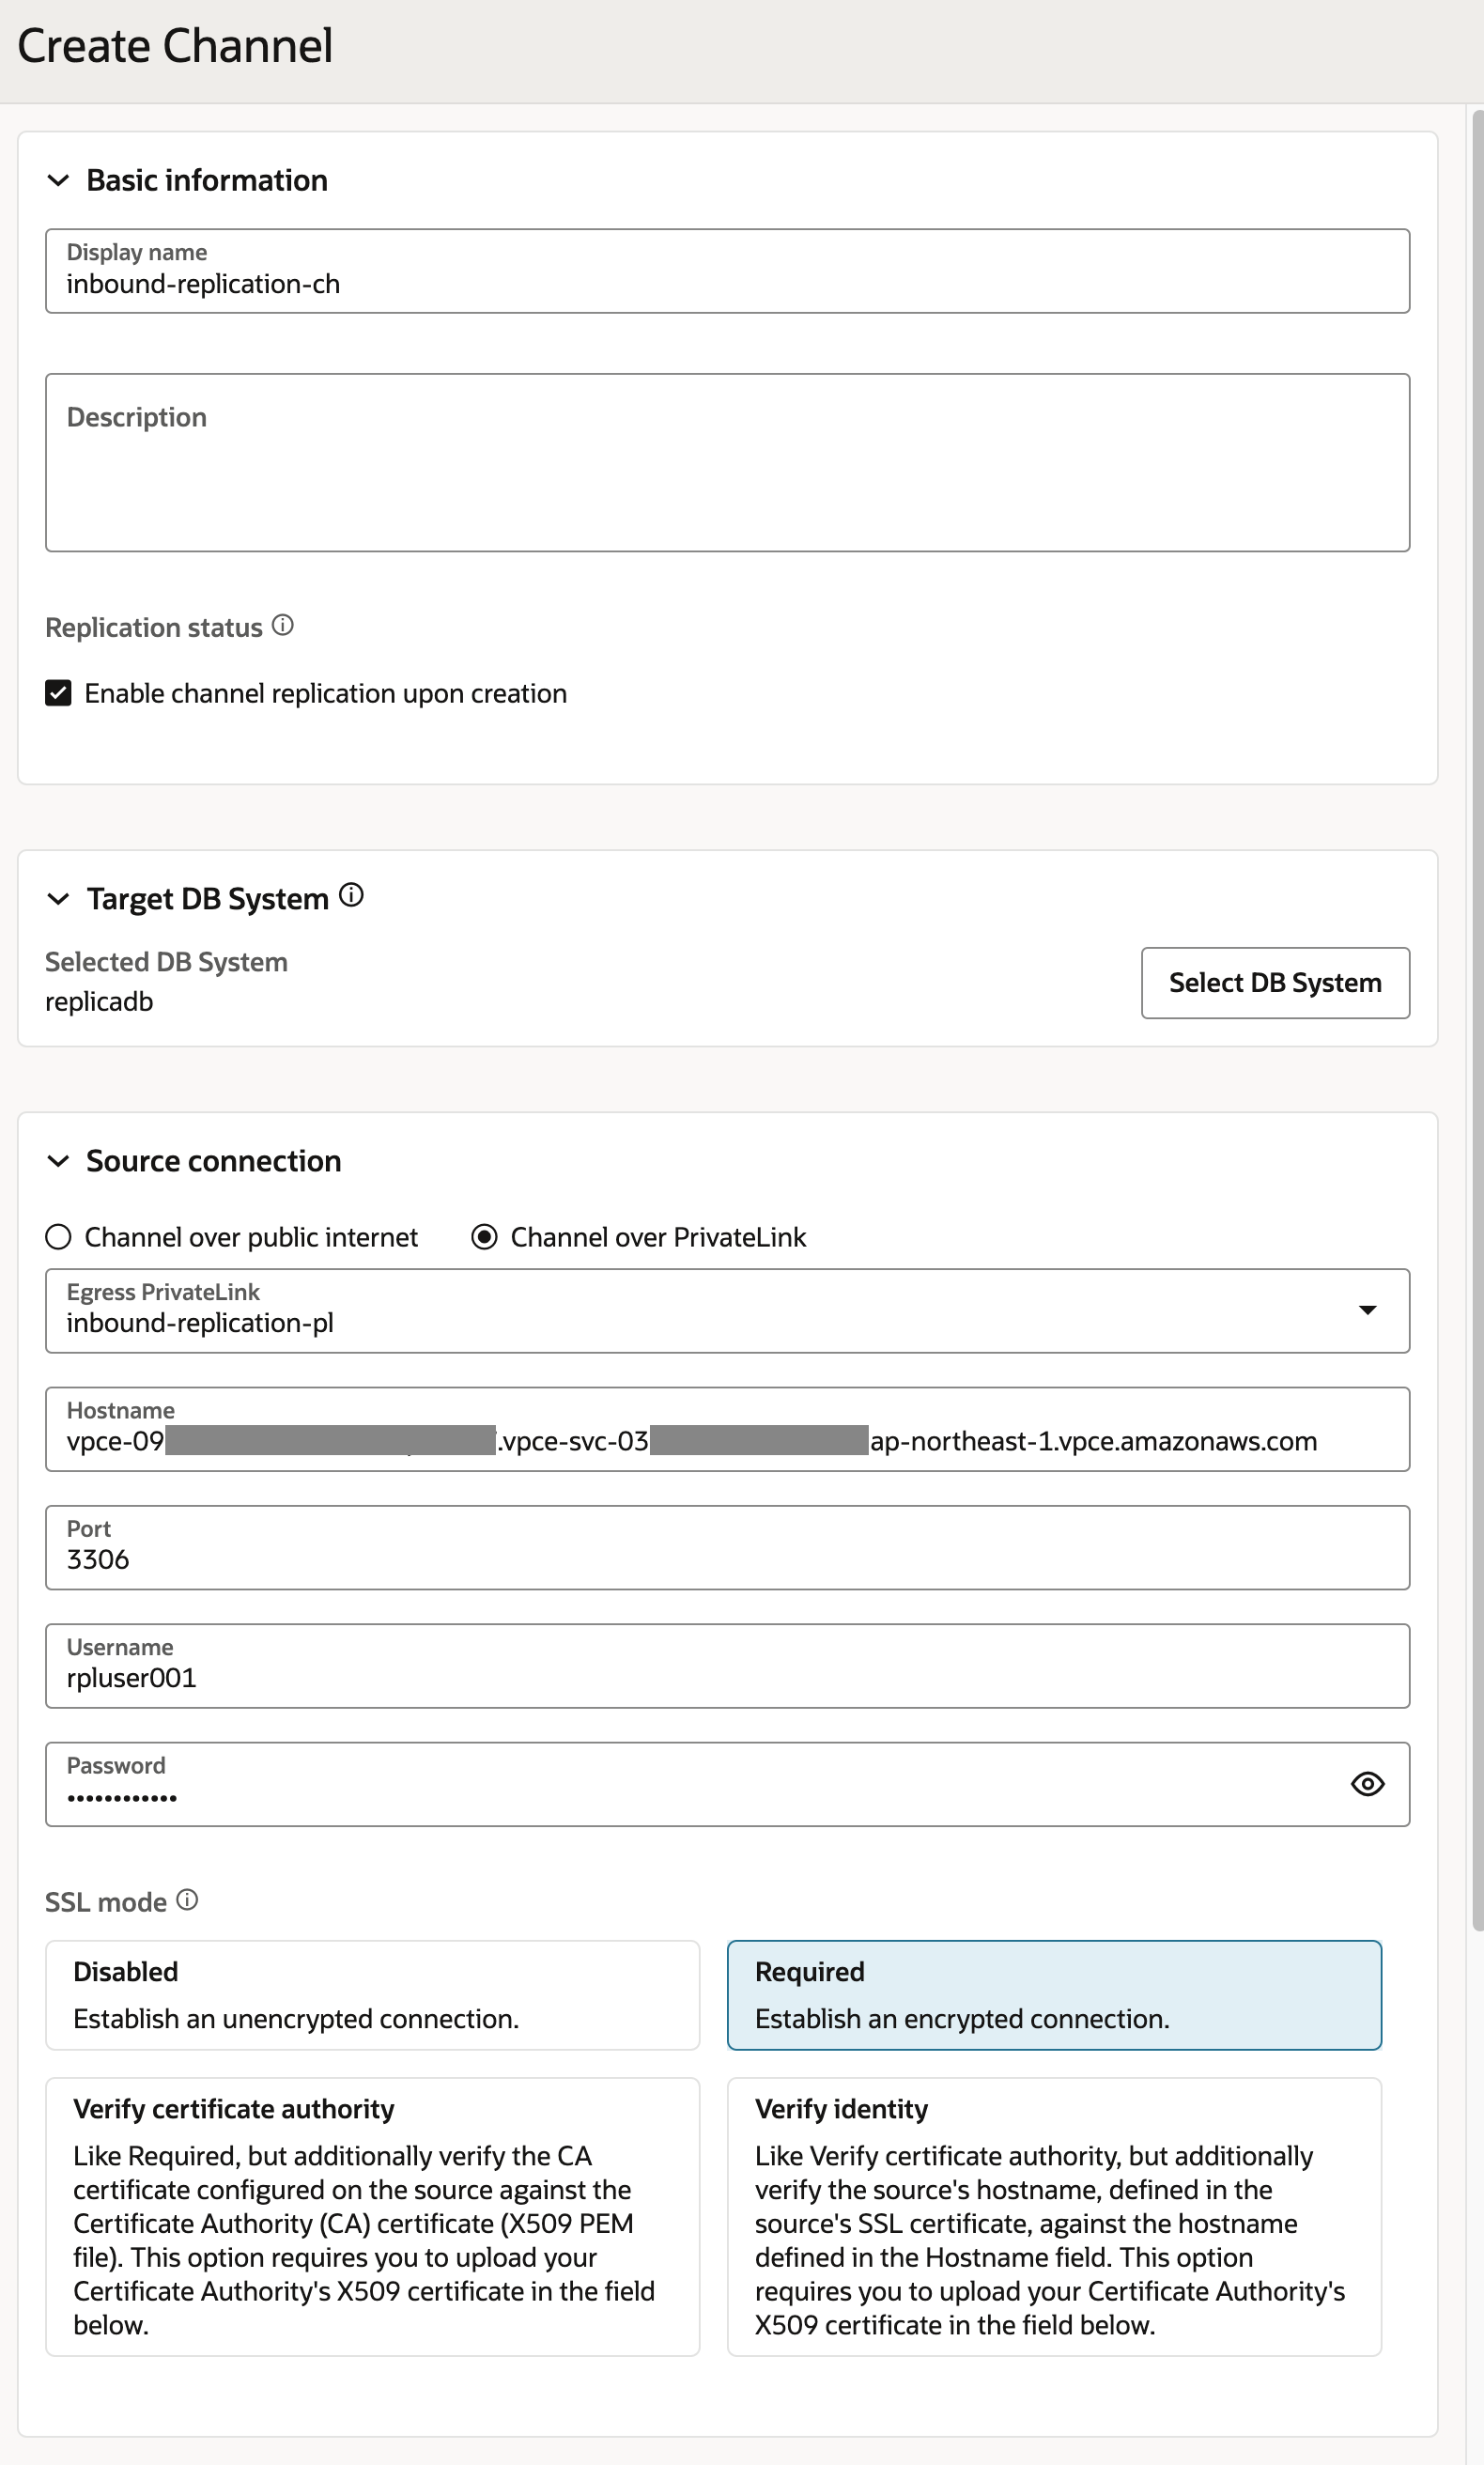 Create Channel
Basic information
Display name
inbound-replication-ch
Description
Replication status
Enable channel replication upon creation
Target DB System
Selected DB System
replicadb
Select DB System
Source connection
Channel over public internet
Channel over PrivateLink
Egress PrivateLink
inbound-replication-pl
Hostname
vpce-09 .vpce-svc-03 ap-northeast-1.vpce.amazonaws.com
Port
3306
Username
rpluser001
Password
••••••••••••
SSL mode
Disabled
Establish an unencrypted connection.
Required
Establish an encrypted connection.
Verify certificate authority
Like Required, but additionally verify the CA
certificate configured on the source against the
Certificate Authority (CA) certificate (X509 PEM
file). This option requires you to upload your
Certificate Authority's X509 certificate in the field
below.
Verify identity
Like Verify certificate authority, but additionally
verify the source's hostname, defined in the
source's SSL certificate, against the hostname
defined in the Hostname field. This option
requires you to upload your Certificate Authority's
X509 certificate in the field below.